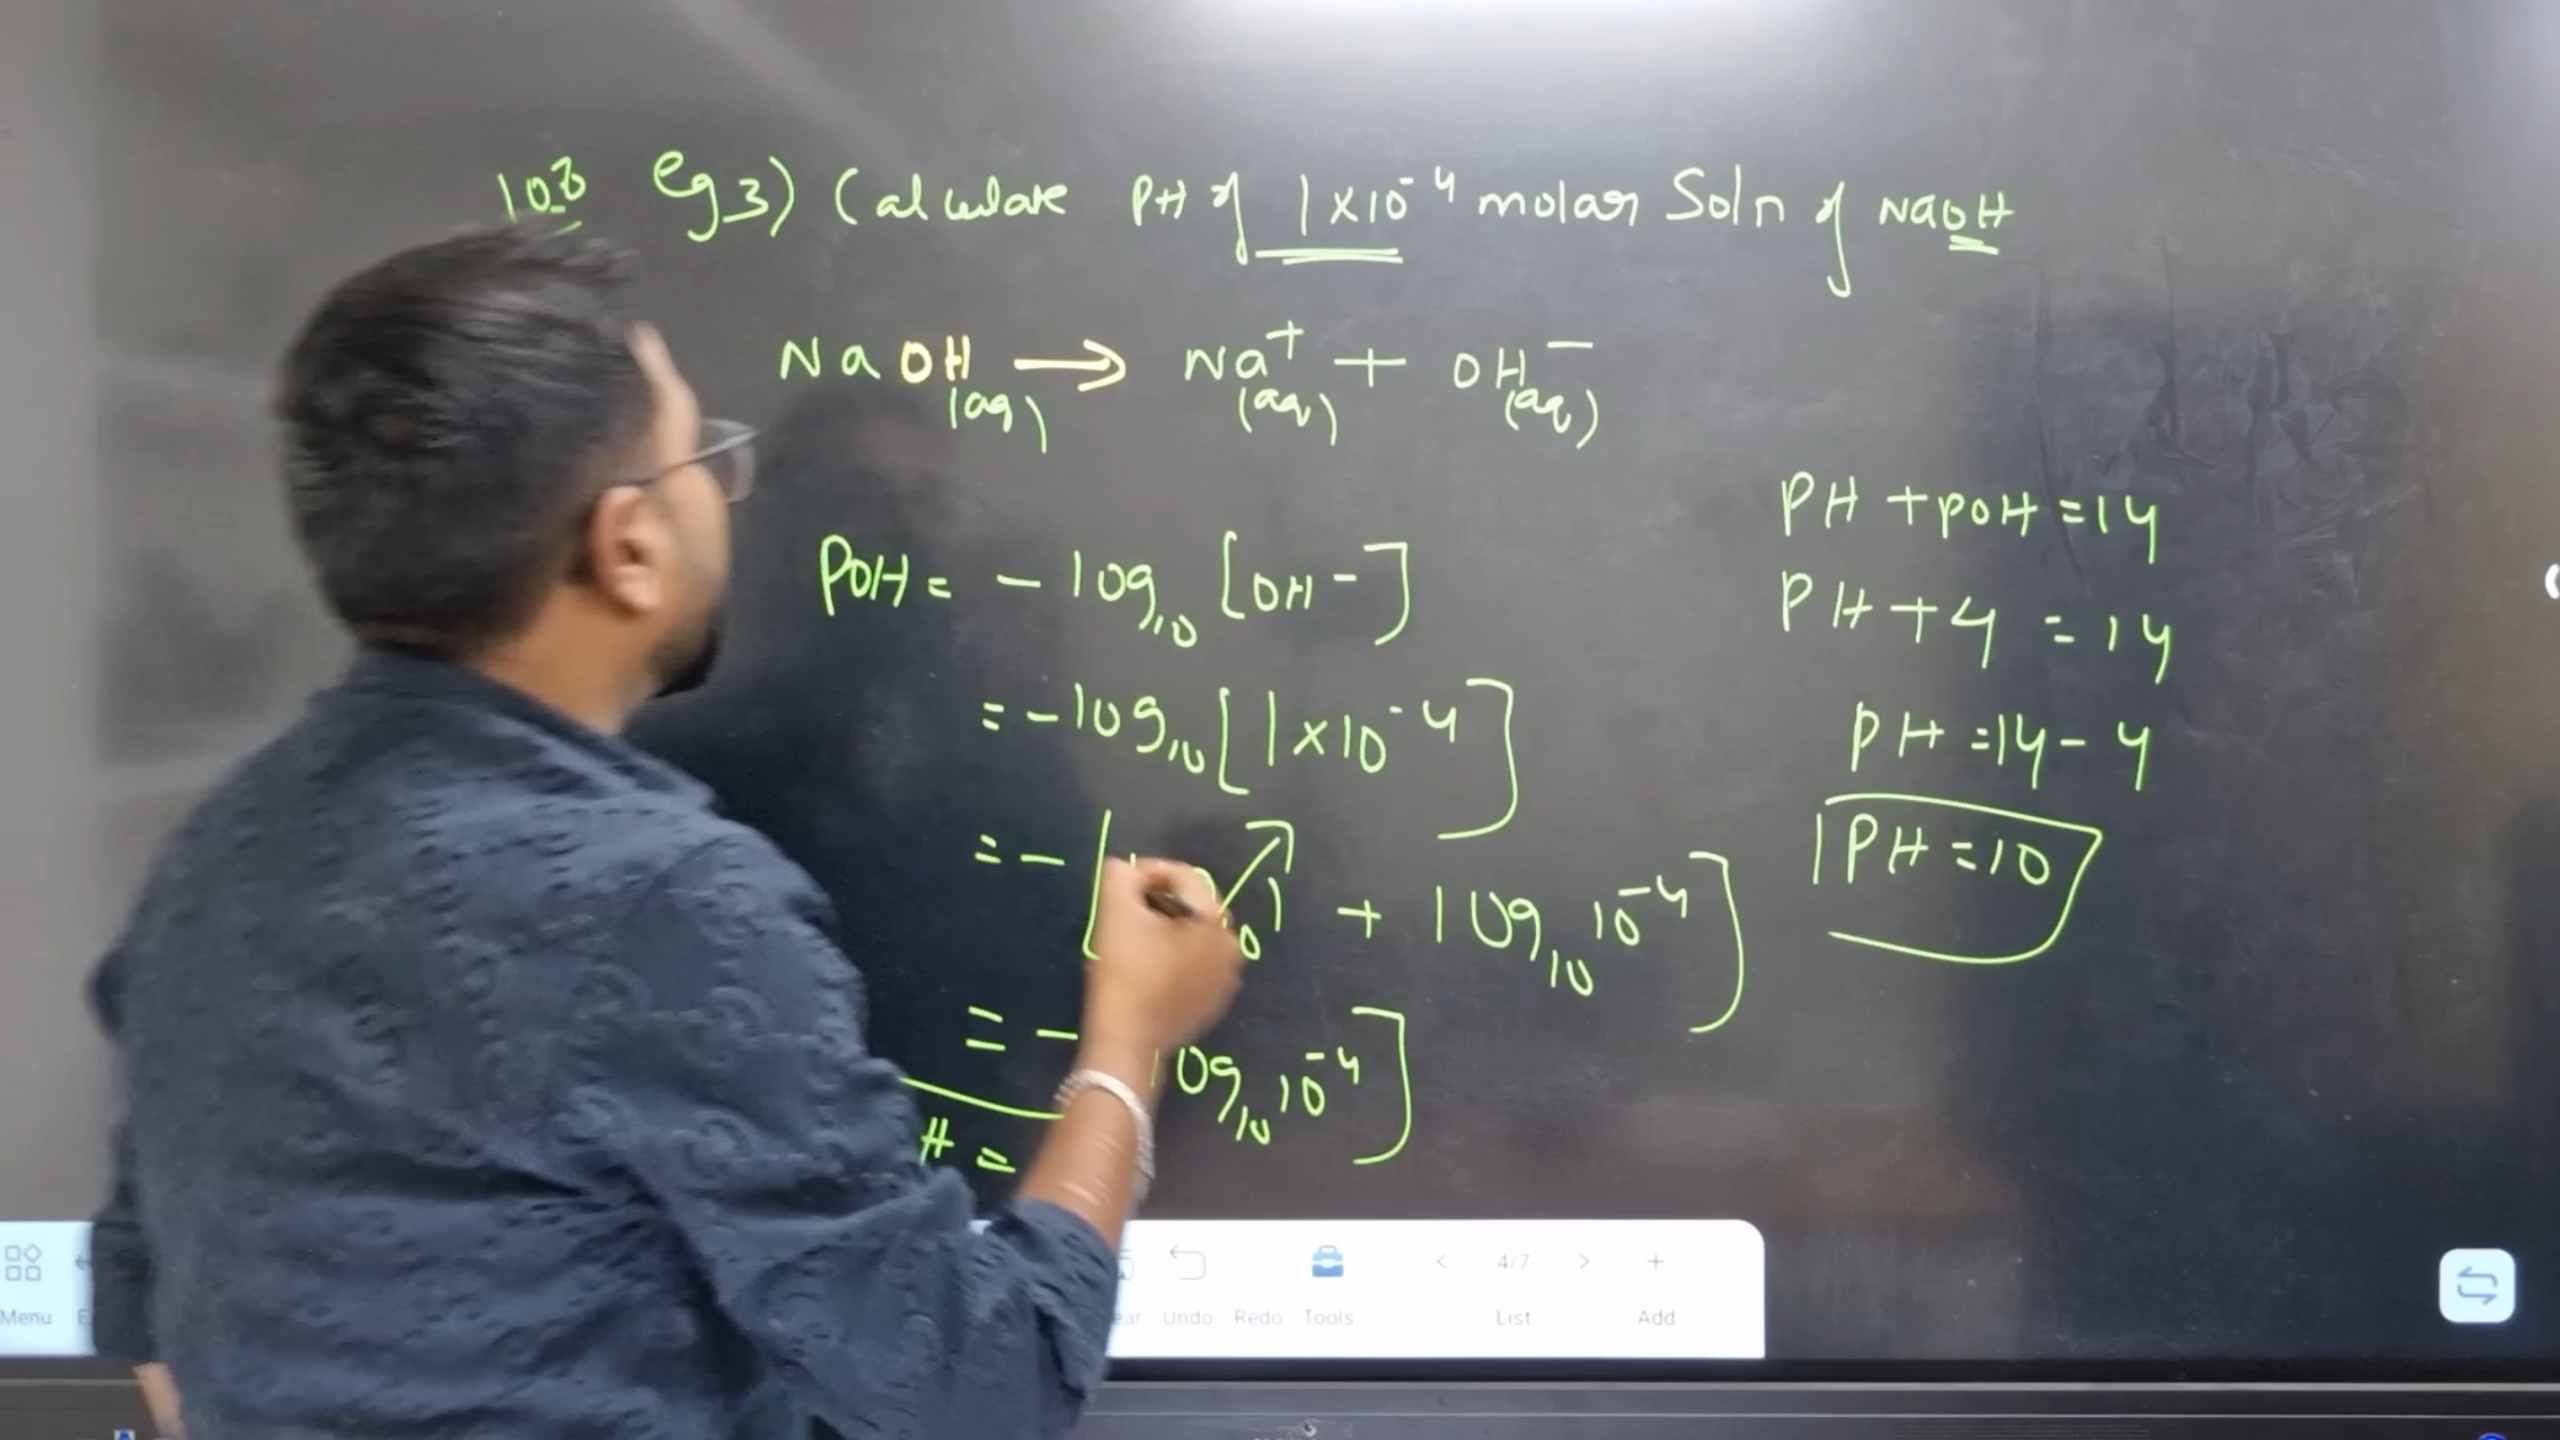 108 eg 3) Calculate PH of 1×10⁻⁴ molar Soln of NaOH
NaOH(aq) → Na⁺(aq) + OH⁻(aq)
POH = - log₁₀ [OH⁻]
= - log₁₀ [1×10⁻⁴]
= - [ 10 1 + log₁₀ 10⁻⁴]
= - log₁₀ 10⁻⁴]
H =
PH + POH = 14
PH + 4 = 14
PH = 14 - 4
PH = 10
Menu
Undo
Redo
Tools
< 4/7 > +
List
Add